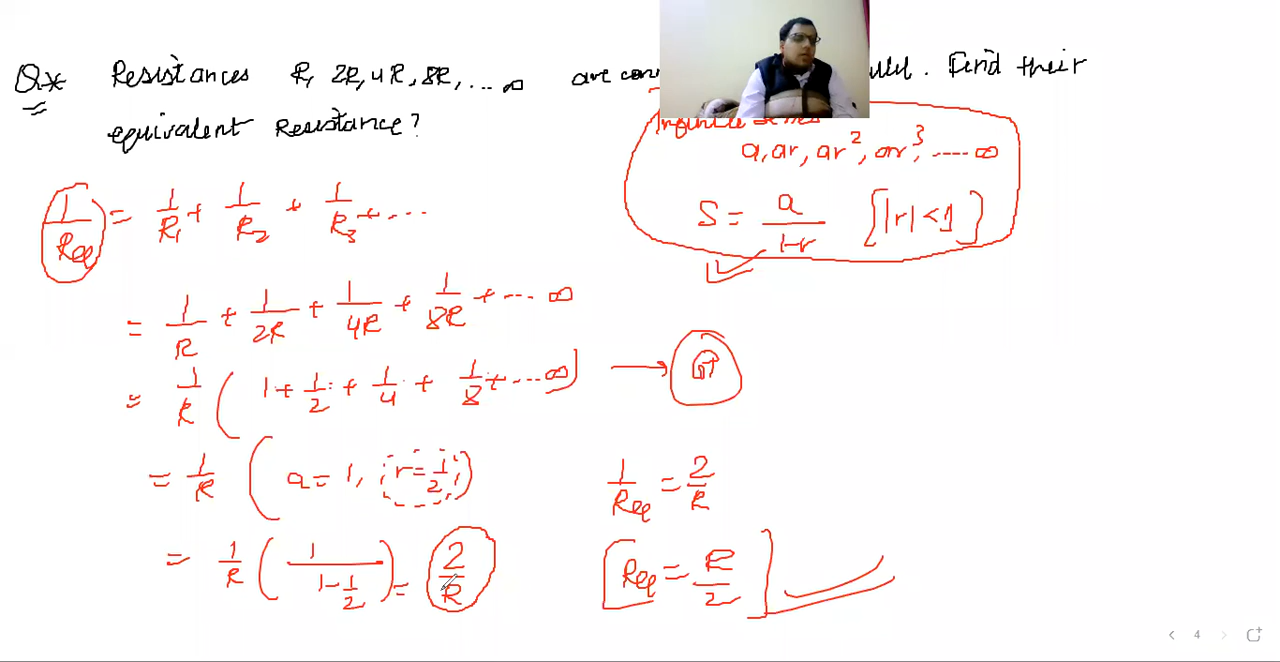 Q* Resistances R, 2R, 4R, 8R, .... ∞ are Find their
equivalent Resistance?
a, ar, ar², ar³, ..... ∞
S = a/(1-r) [|r| < 1]
1/Req = 1/R₁ + 1/R₂ + 1/R₃ + ...
= 1/R + 1/2R + 1/4R + 1/8R + ... ∞
= 1/R (1 + 1/2 + 1/4 + 1/8 + ... ∞) → GP
= 1/R (a = 1, r = 1/2)
= 1/R (1/(1-1/2)) = 2/R
1/Req = 2/R
[Req = R/2]
4